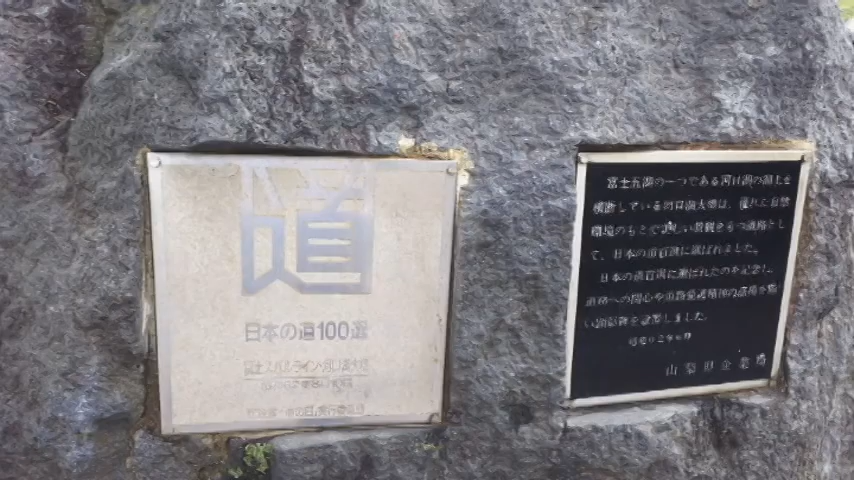 道
日本の道100選
富士スバルライン・河口湖大橋
富士五湖の一つである河口湖の湖上を
横断している河口湖大橋は、優れた自然
環境のもとで美しい景観をもつ道路とし
て、日本の道百選に選ばれました。
日本の道百選に選ばれたのを記念し、
道路への関心や道路愛護精神の高揚を願
い顕彰碑を設置しました。
山梨県企業局